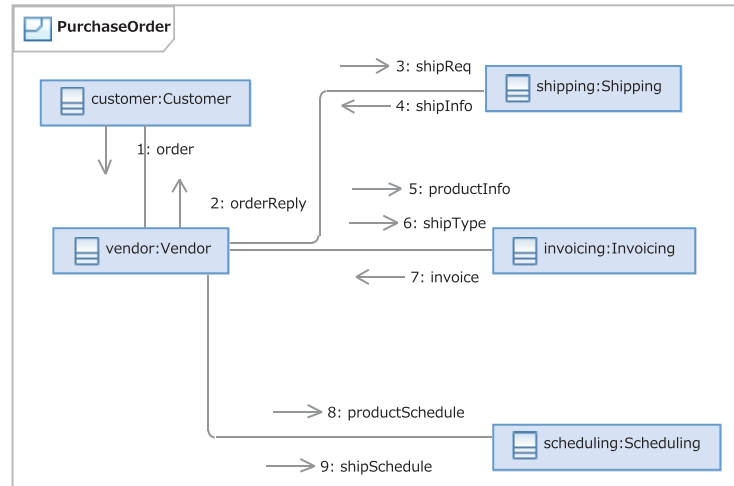 PurchaseOrder
customer:Customer
3: shipReq
shipping:Shipping
4: shipInfo
1: order
2: orderReply
5: productInfo
6: shipType
vendor:Vendor
invoicing:Invoicing
7: invoice
8: productSchedule
scheduling:Scheduling
9: shipSchedule